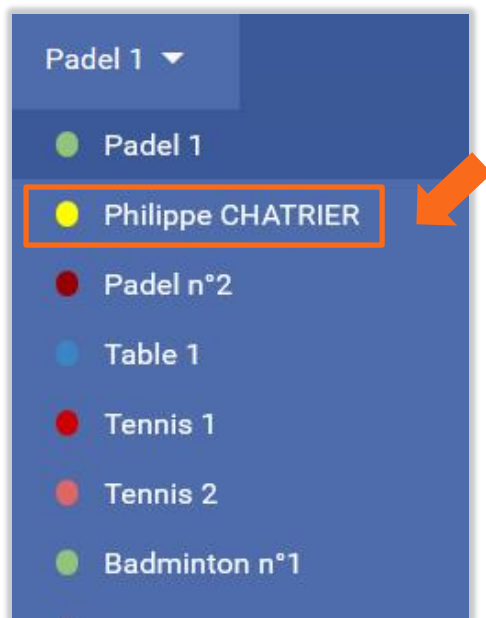 Padel 1
Padel 1
Philippe CHATRIER
Padel n°2
Table 1
Tennis 1
Tennis 2
Badminton n°1